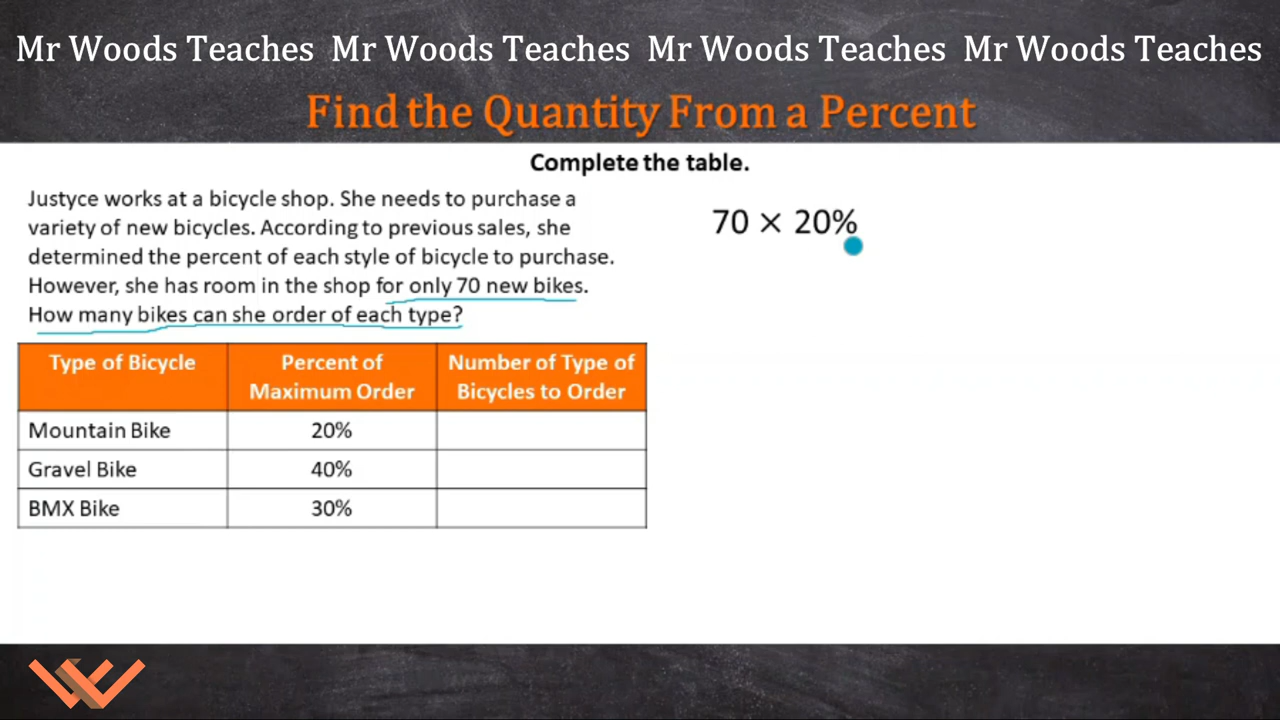 Mr Woods Teaches Mr Woods Teaches Mr Woods Teaches Mr Woods Teaches
Find the Quantity From a Percent
Complete the table.
Justyce works at a bicycle shop. She needs to purchase a
variety of new bicycles. According to previous sales, she
determined the percent of each style of bicycle to purchase.
However, she has room in the shop for only 70 new bikes.
How many bikes can she order of each type?
70 × 20%
Type of Bicycle Percent of Maximum Order Number of Type of Bicycles to Order
Mountain Bike 20%
Gravel Bike 40%
BMX Bike 30%